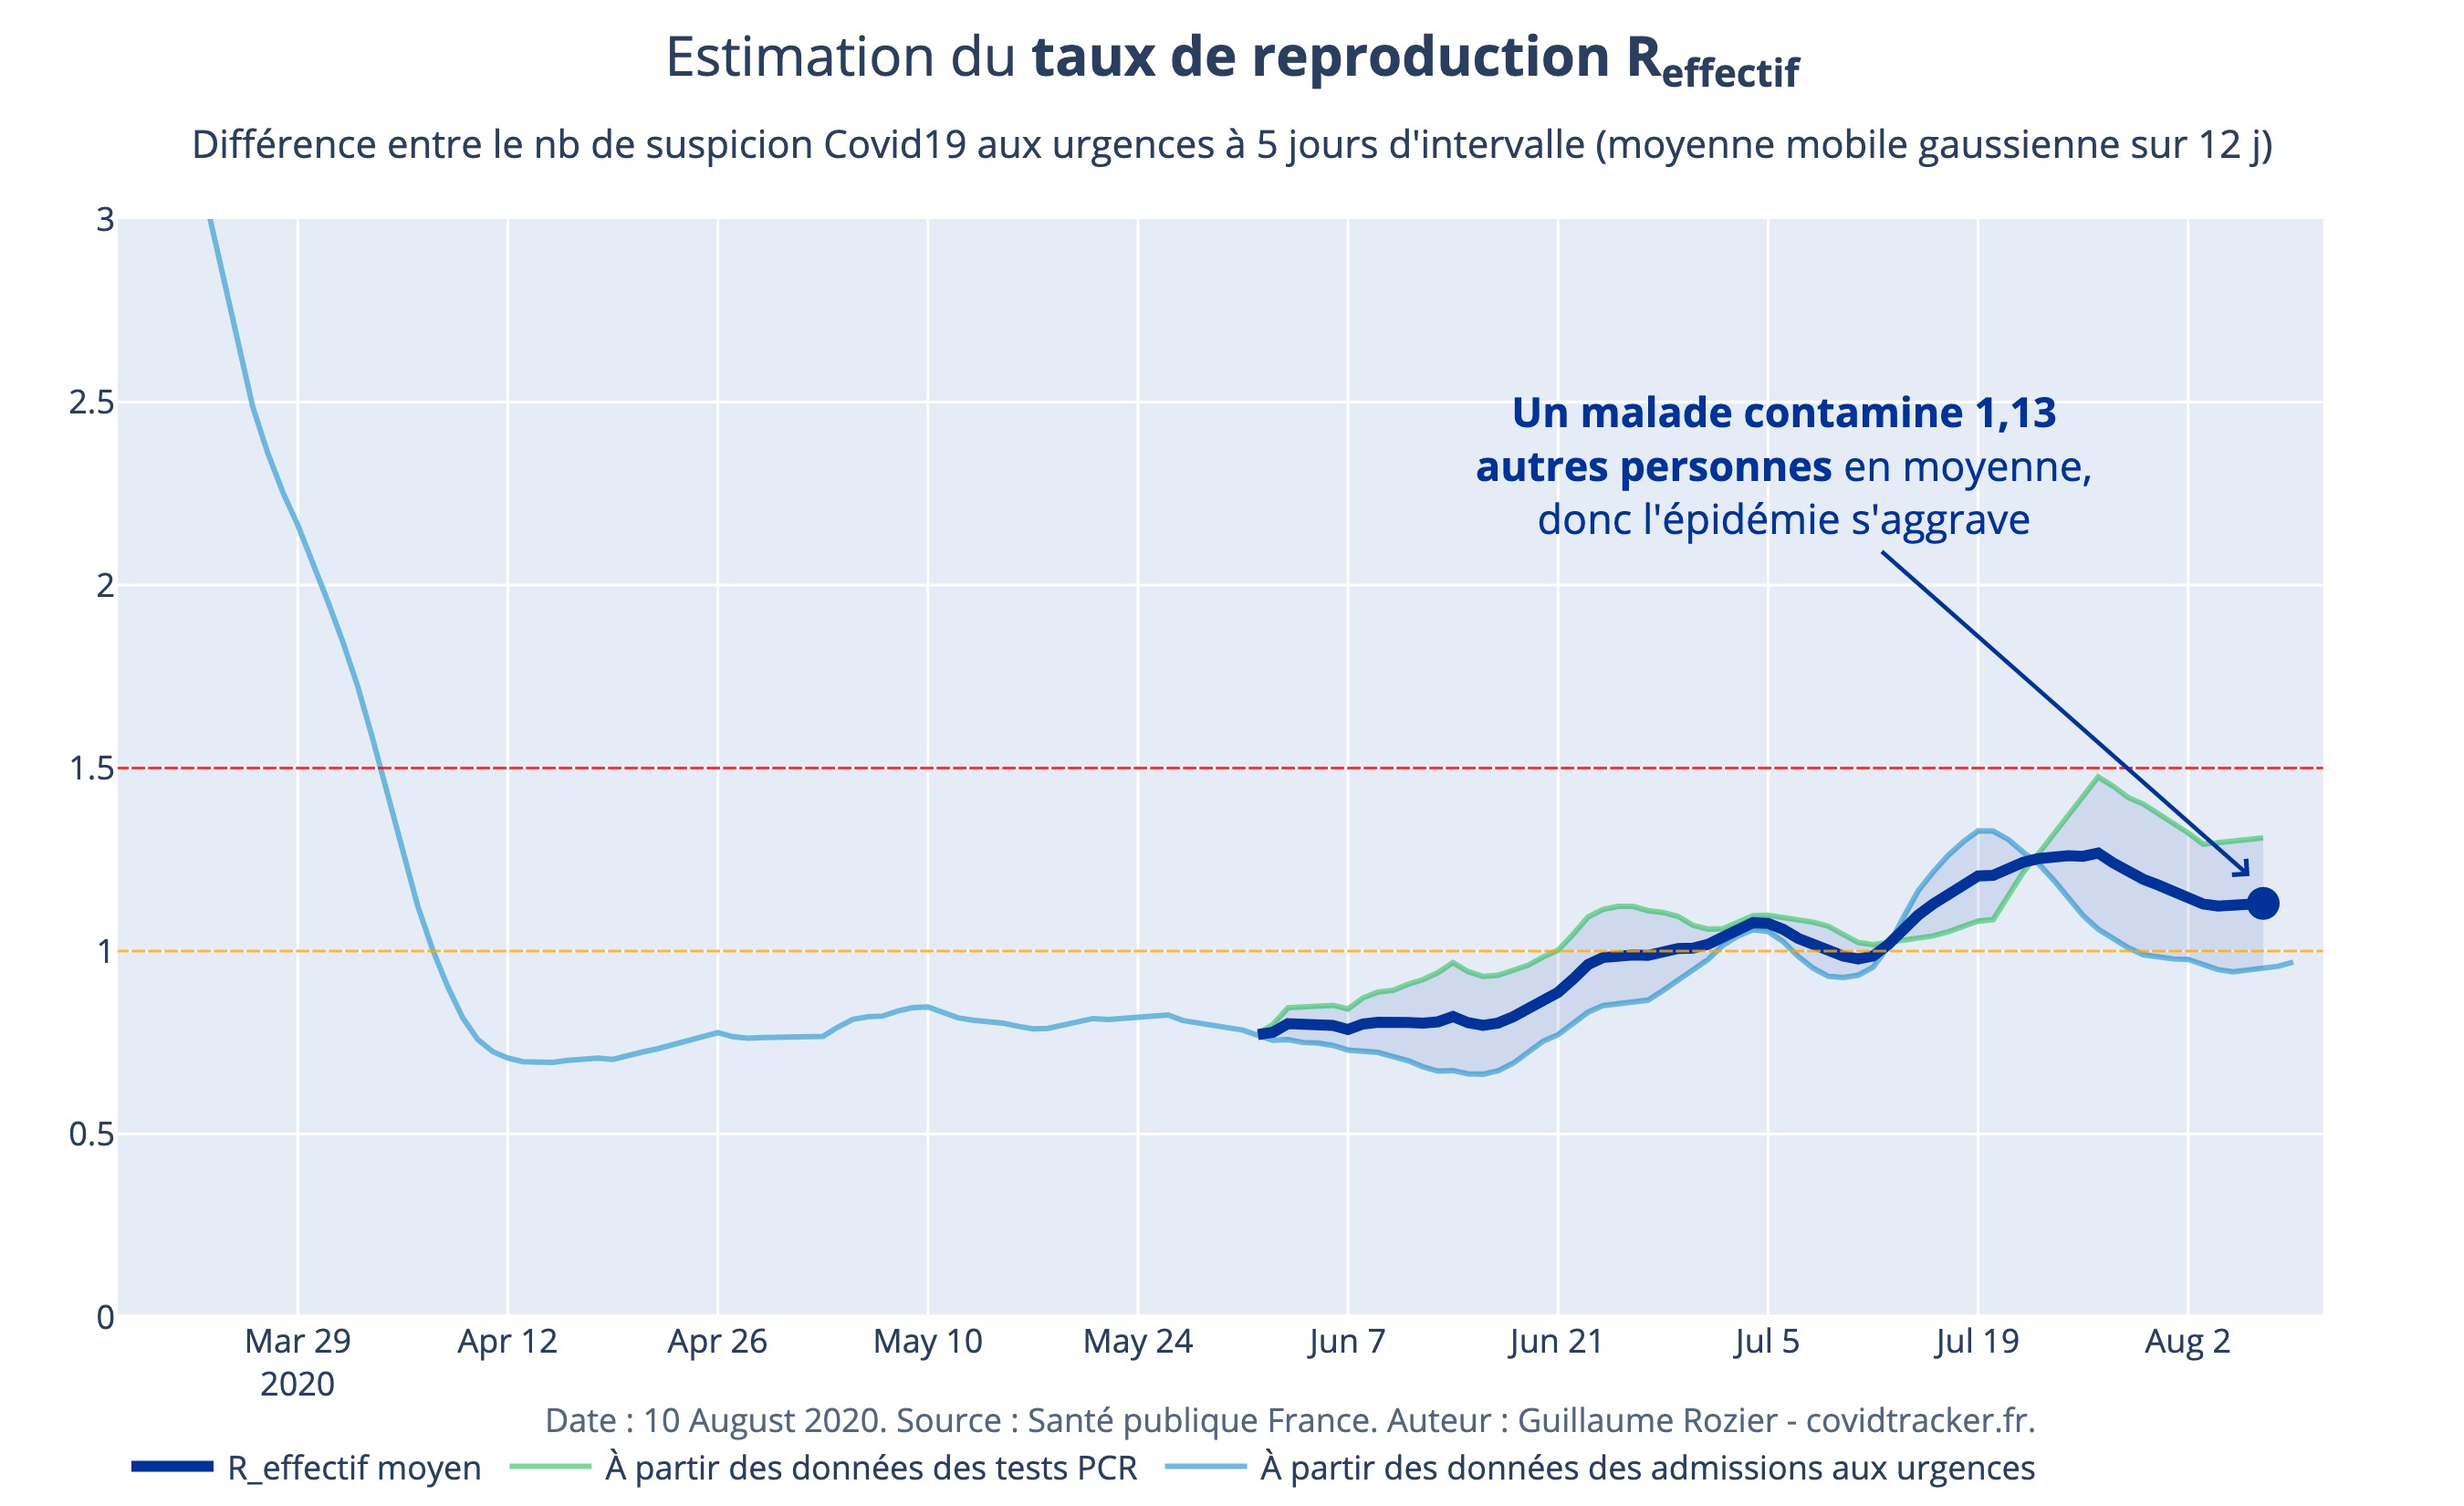 Estimation du taux de reproduction Reffectif
Différence entre le nb de suspicion Covid19 aux urgences à 5 jours d'intervalle (moyenne mobile gaussienne sur 12 j)
3
2.5
2
1.5
1
0.5
0
Un malade contamine 1,13
autres personnes en moyenne,
donc l'épidémie s'aggrave
Mar 29 Apr 12 Apr 26 May 10 May 24 Jun 7 Jun 21 Jul 5 Jul 19 Aug 2
2020
Date : 10 August 2020. Source : Santé publique France. Auteur : Guillaume Rozier - covidtracker.fr.
R_effectif moyen À partir des données des tests PCR À partir des données des admissions aux urgences